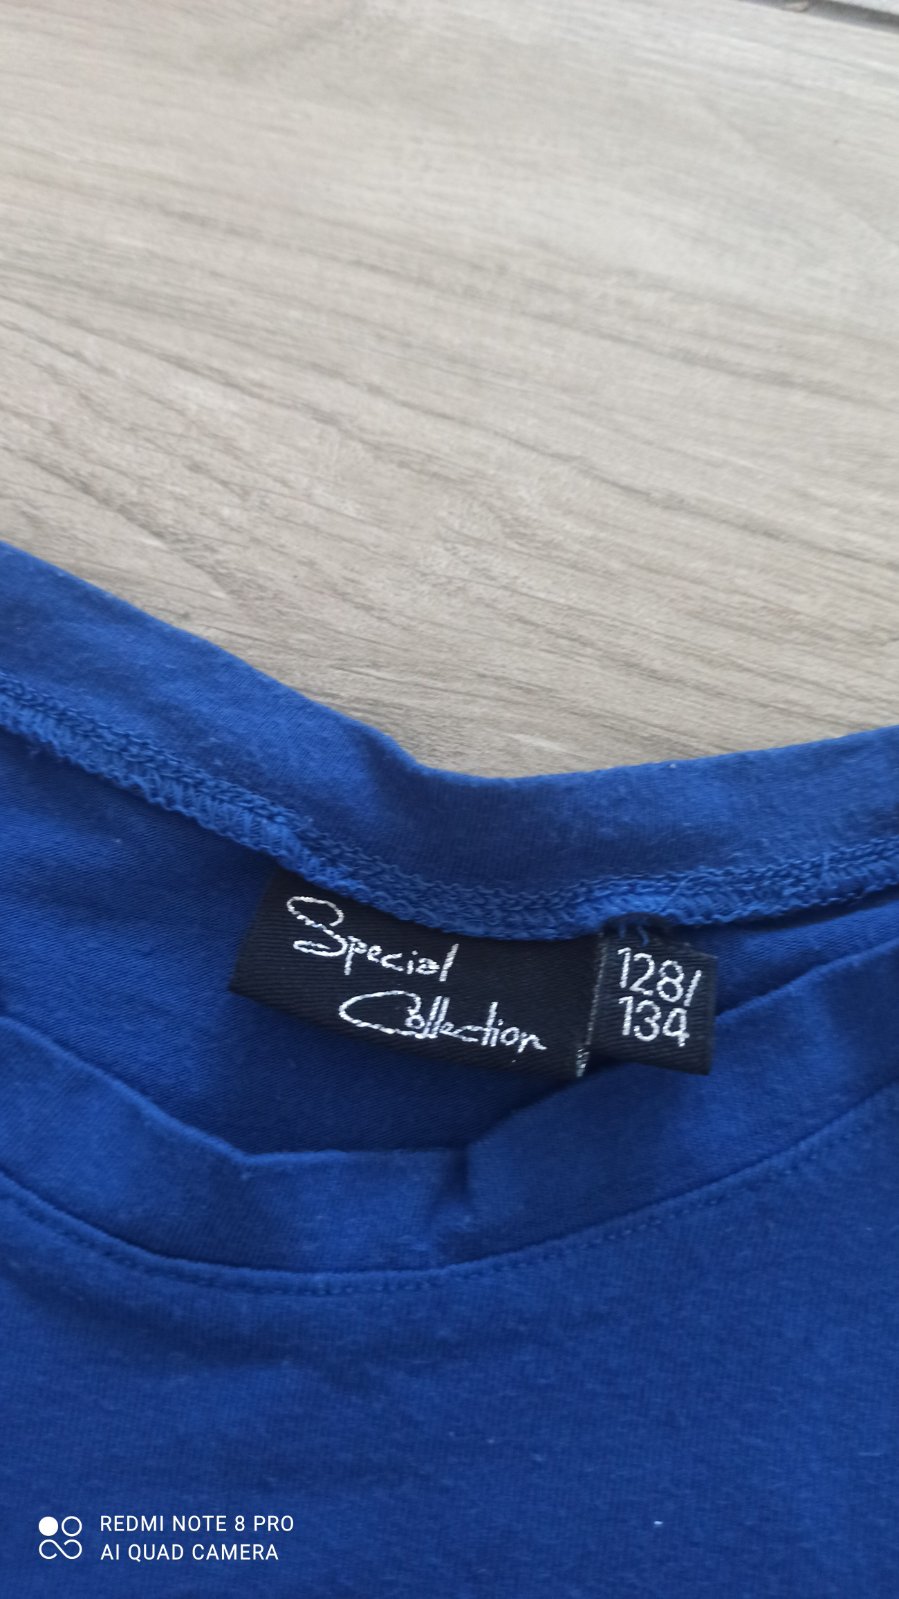 Special
Collection
128/
134
REDMI NOTE 8 PRO
AI QUAD CAMERA